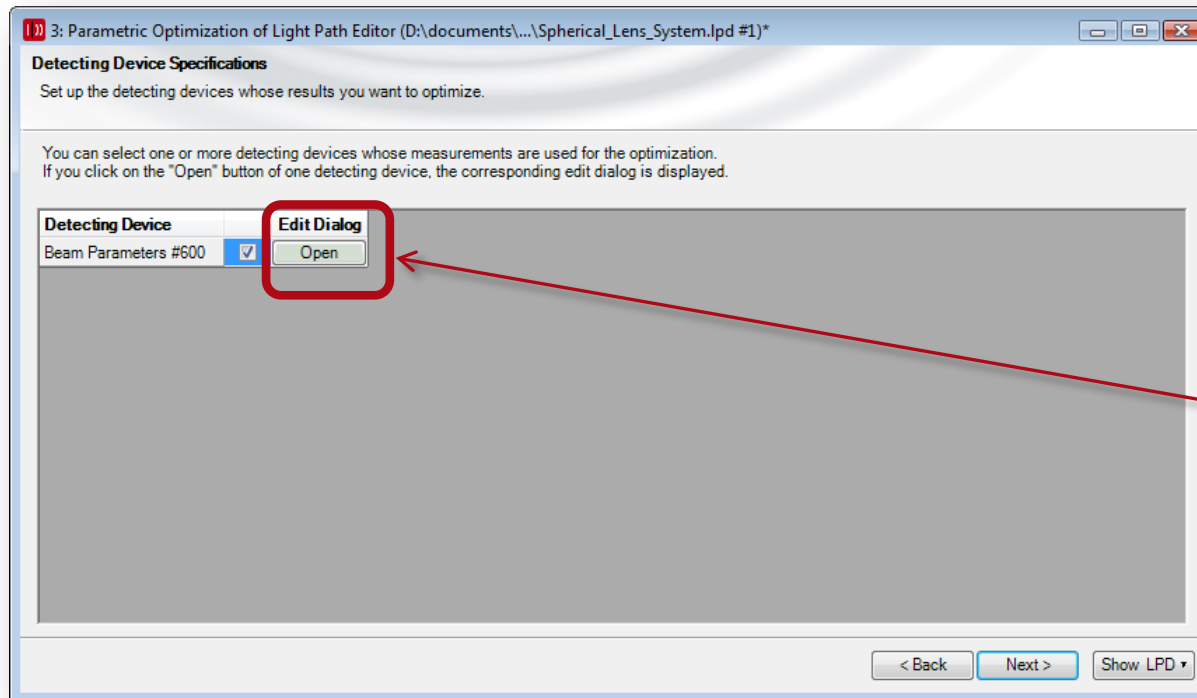 3: Parametric Optimization of Light Path Editor (D:\documents\...\Spherical_Lens_System.lpd #1)*
Detecting Device Specifications
Set up the detecting devices whose results you want to optimize.
You can select one or more detecting devices whose measurements are used for the optimization.
If you click on the "Open" button of one detecting device, the corresponding edit dialog is displayed.
Detecting Device Edit Dialog
Beam Parameters #600 Open
< Back Next > Show LPD